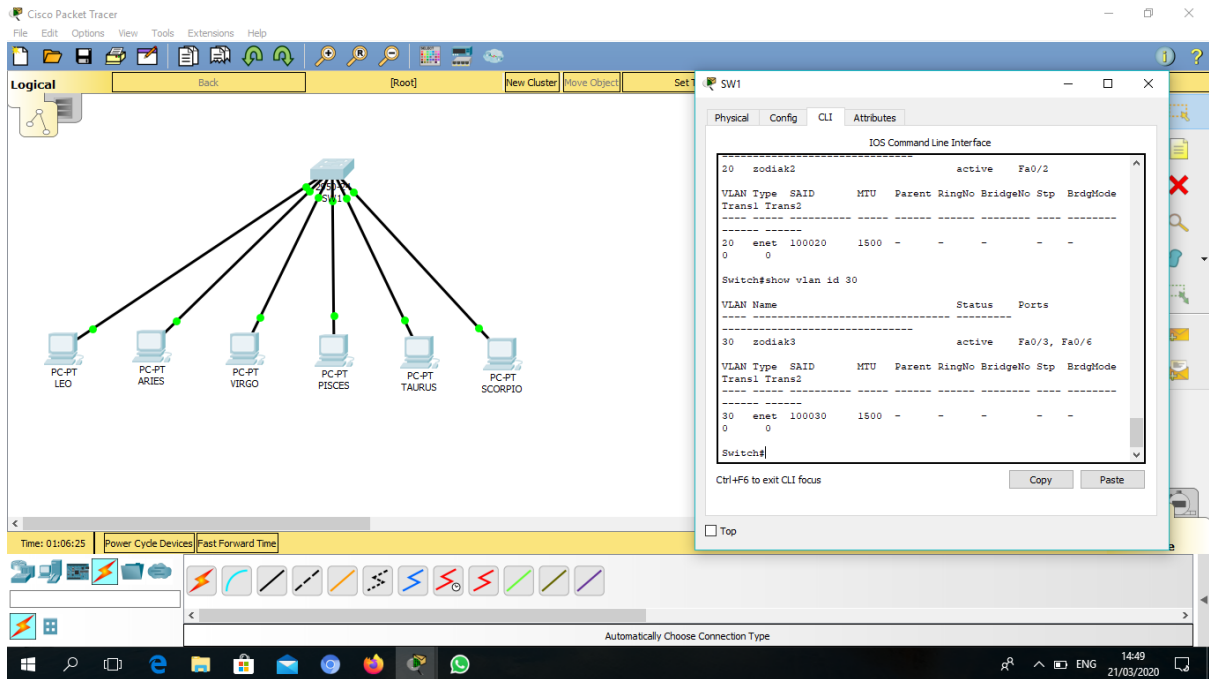 Cisco Packet Tracer
File Edit Options View Tools Extensions Help
Logical
Back
[Root]
New Cluster
Move Object
Set T
SW1
Physical Config CLI Attributes
IOS Command Line Interface
--------------------------------
20 zodiak2 active Fa0/2
VLAN Type SAID MTU Parent RingNo BridgeNo Stp BrdgMode
Trans1 Trans2
---- ----- ---------- ----- ------ ------ -------- ---- --------
------ ------
20 enet 100020 1500 - - - - -
0 0
Switch#show vlan id 30
VLAN Name Status Ports
---- -------------------------------- ---------
-------------------------------
30 zodiak3 active Fa0/3, Fa0/6
VLAN Type SAID MTU Parent RingNo BridgeNo Stp BrdgMode
Trans1 Trans2
---- ----- ---------- ----- ------ ------ -------- ---- --------
------ ------
30 enet 100030 1500 - - - - -
0 0
Switch#
Ctrl+F6 to exit CLI focus
Copy
Paste
Top
SW1
PC-PT
LEO
PC-PT
ARIES
PC-PT
VIRGO
PC-PT
PISCES
PC-PT
TAURUS
PC-PT
SCORPIO
Time: 01:06:25
Power Cycle Devices
Fast Forward Time
Automatically Choose Connection Type
ENG
14:49
21/03/2020